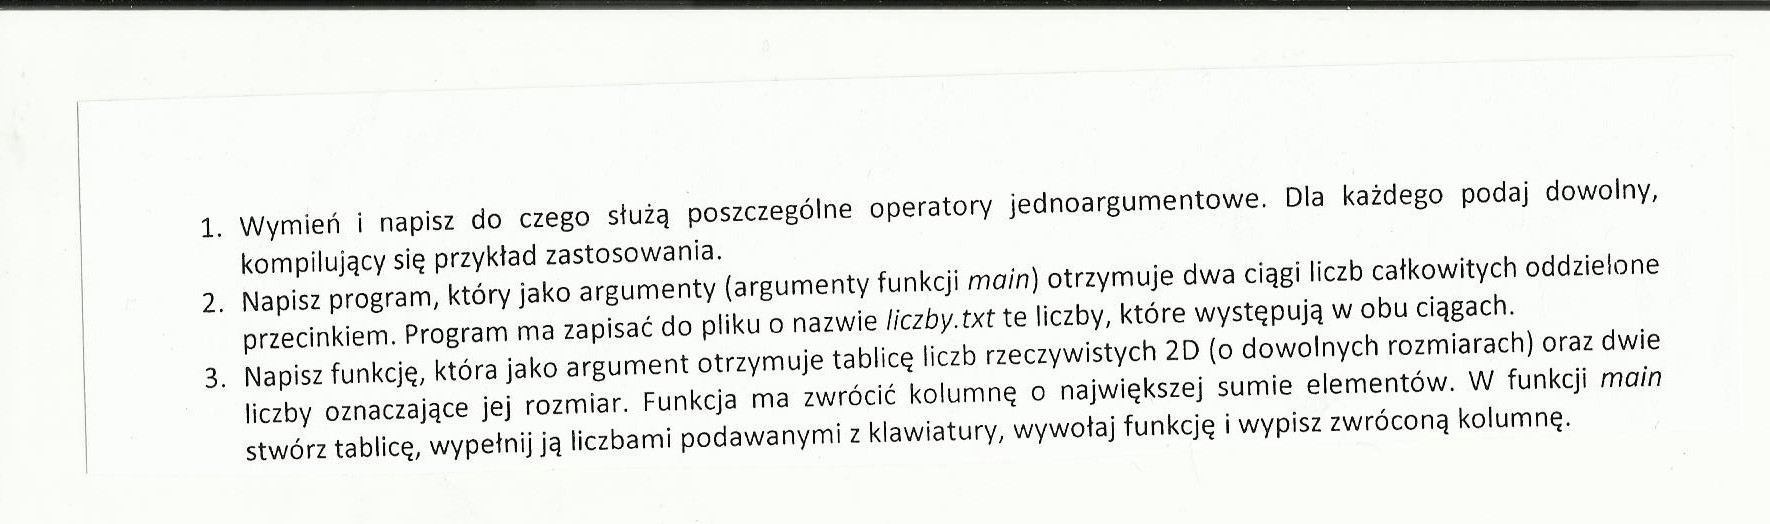 1. Wymień i napisz do czego służą poszczególne operatory jednoargumentowe. Dla każdego podaj dowolny,
kompilujący się przykład zastosowania.
2. Napisz program, który jako argumenty (argumenty funkcji main) otrzymuje dwa ciągi liczb całkowitych oddzielone
przecinkiem. Program ma zapisać do pliku o nazwie liczby.txt te liczby, które występują w obu ciągach.
3. Napisz funkcję, która jako argument otrzymuje tablicę liczb rzeczywistych 2D (o dowolnych rozmiarach) oraz dwie
liczby oznaczające jej rozmiar. Funkcja ma zwrócić kolumnę o największej sumie elementów. W funkcji main
stwórz tablicę, wypełnij ją liczbami podawanymi z klawiatury, wywołaj funkcję i wypisz zwróconą kolumnę.